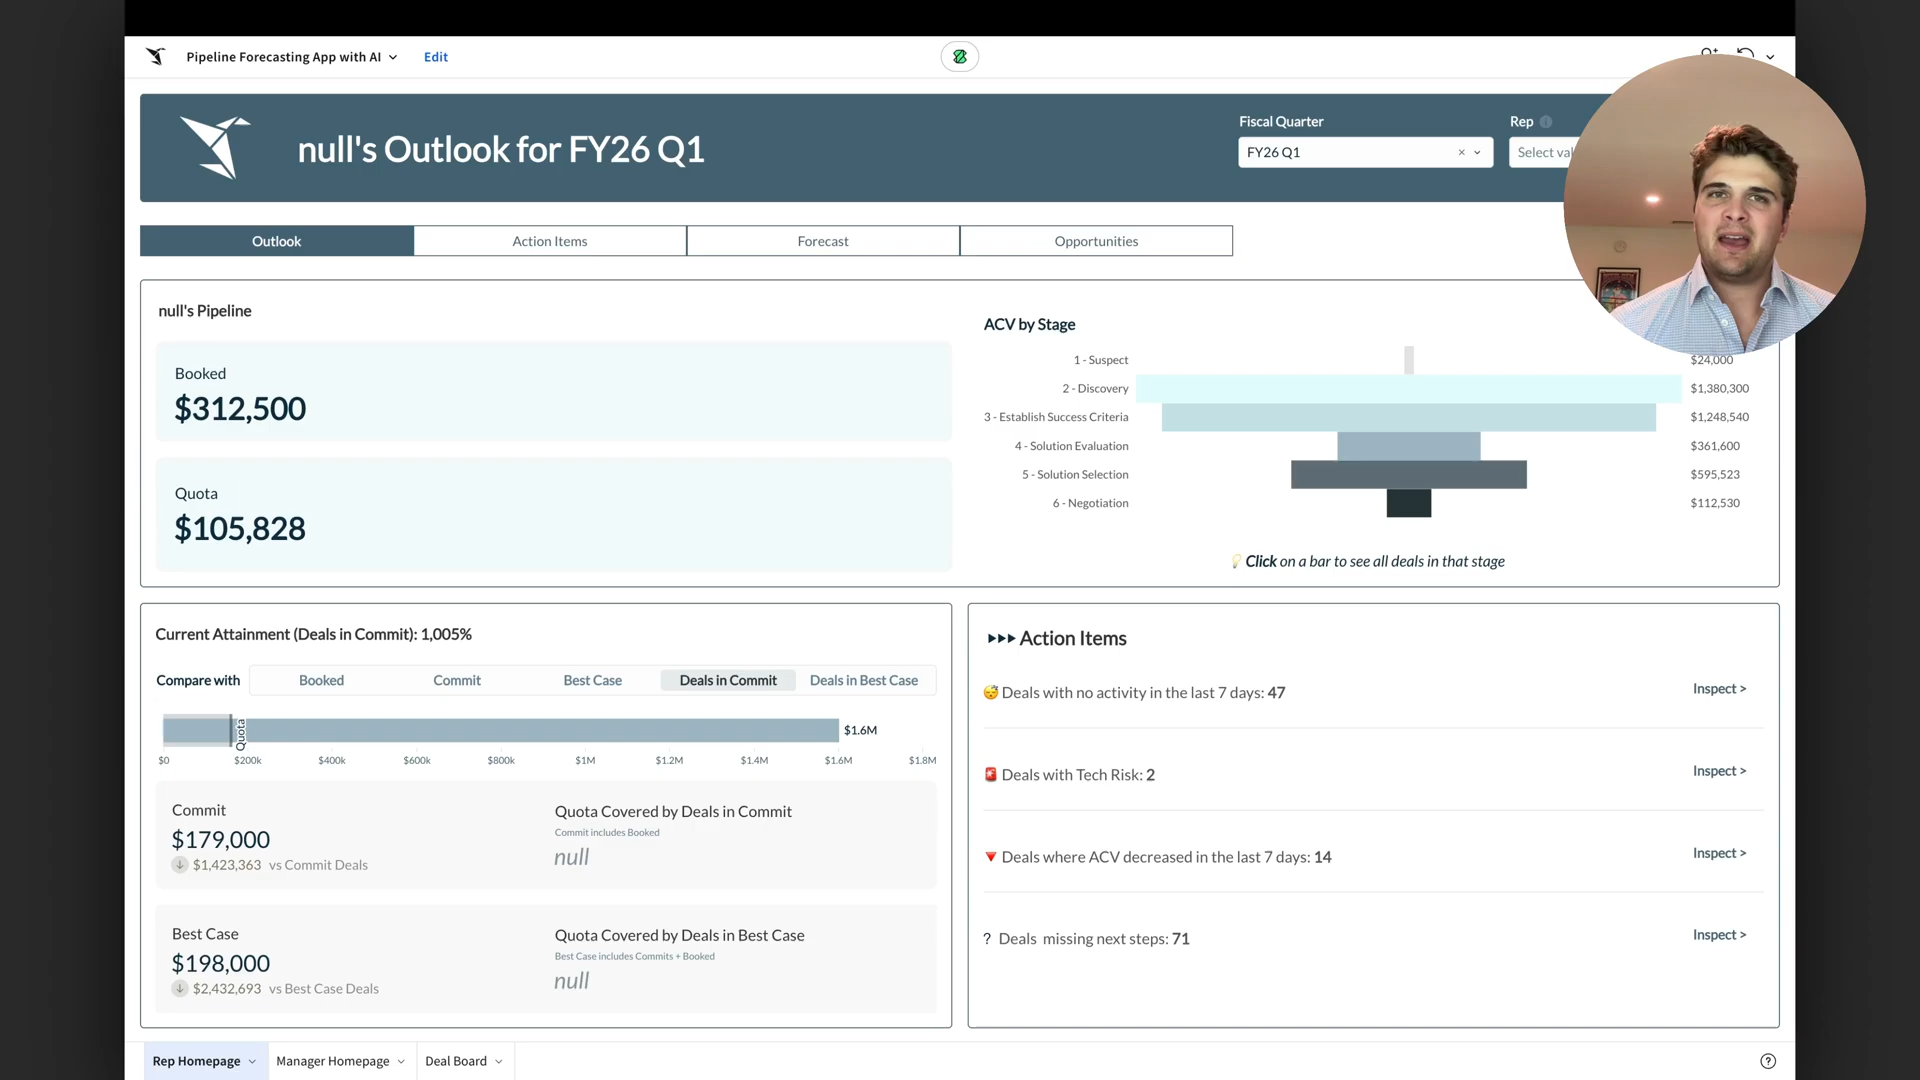 Pipeline Forecasting App with AI
Edit
null's Outlook for FY26 Q1
Fiscal Quarter
FY26 Q1
Rep
Select
Outlook
Action Items
Forecast
Opportunities
null's Pipeline
Booked
$312,500
Quota
$105,828
ACV by Stage
1 - Suspect
$24,000
2 - Discovery
$1,380,300
3 - Establish Success Criteria
$1,248,540
4 - Solution Evaluation
$361,600
5 - Solution Selection
$595,523
6 - Negotiation
$112,530
💡 Click on a bar to see all deals in that stage
Current Attainment (Deals in Commit): 1,005%
Compare with
Booked
Commit
Best Case
Deals in Commit
Deals in Best Case
Quota
$1.6M
$0
$200k
$400k
$600k
$800k
$1M
$1.2M
$1.4M
$1.6M
$1.8M
Commit
$179,000
$1,423,363 vs Commit Deals
Quota Covered by Deals in Commit
Commit includes Booked
null
Best Case
$198,000
$2,432,693 vs Best Case Deals
Quota Covered by Deals in Best Case
Best Case includes Commits + Booked
null
Action Items
😴 Deals with no activity in the last 7 days: 47
Inspect >
🚨 Deals with Tech Risk: 2
Inspect >
🔻 Deals where ACV decreased in the last 7 days: 14
Inspect >
? Deals missing next steps: 71
Inspect >
Rep Homepage
Manager Homepage
Deal Board